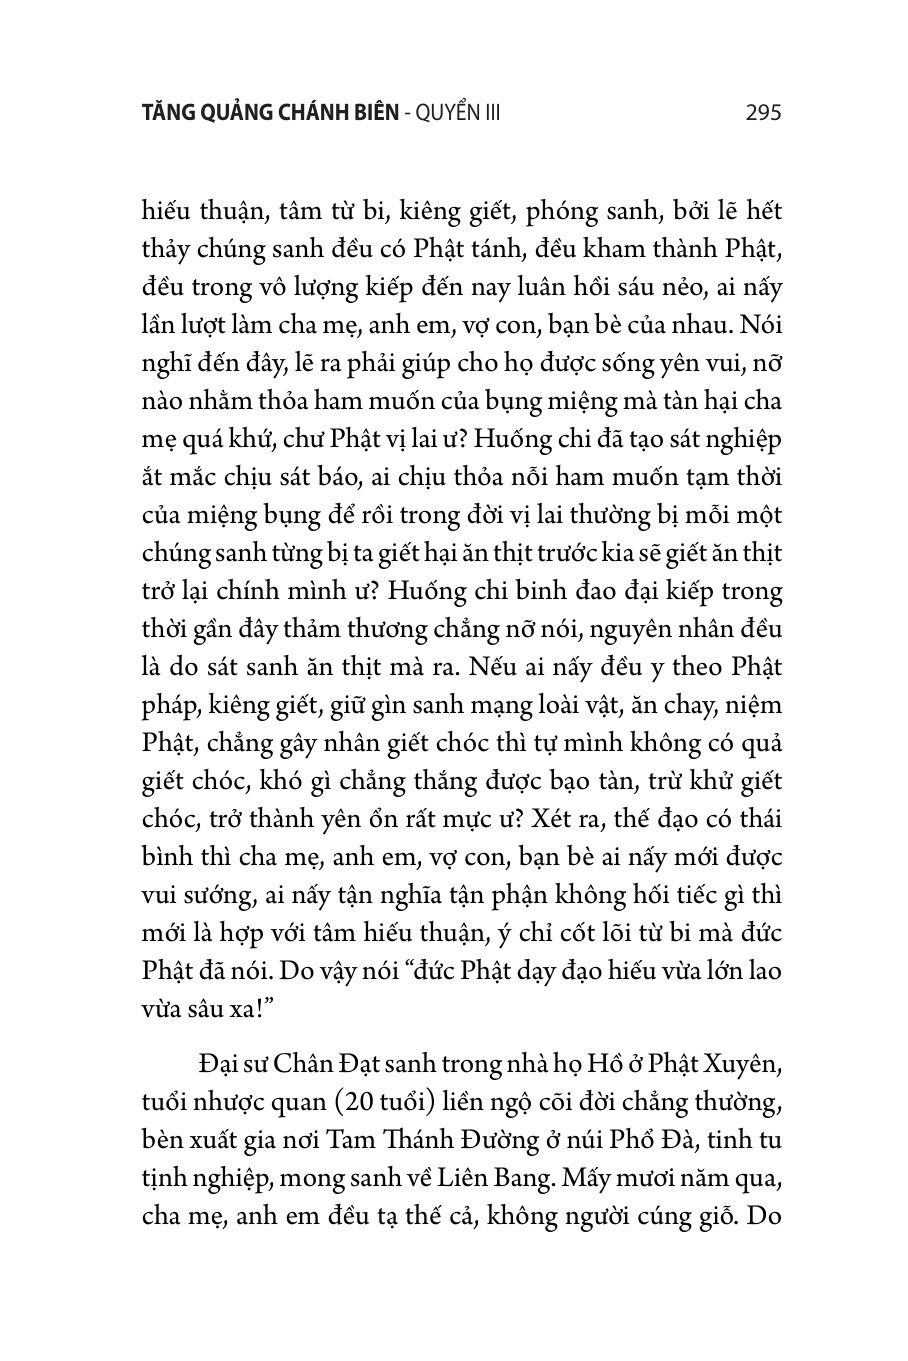 TĂNG QUẢNG CHÁNH BIÊN - QUYỂN III 295
hiếu thuận, tâm từ bi, kiêng giết, phóng sanh, bởi lẽ hết
thảy chúng sanh đều có Phật tánh, đều kham thành Phật,
đều trong vô lượng kiếp đến nay luân hồi sáu nẻo, ai nấy
lần lượt làm cha mẹ, anh em, vợ con, bạn bè của nhau. Nói
nghĩ đến đây, lẽ ra phải giúp cho họ được sống yên vui, nỡ
nào nhằm thỏa ham muốn của bụng miệng mà tàn hại cha
mẹ quá khứ, chư Phật vị lai ư? Huống chi đã tạo sát nghiệp
ắt mắc chịu sát báo, ai chịu thỏa nỗi ham muốn tạm thời
của miệng bụng để rồi trong đời vị lai thường bị mỗi một
chúng sanh từng bị ta giết hại ăn thịt trước kia sẽ giết ăn thịt
trở lại chính mình ư? Huống chi binh đao đại kiếp trong
thời gần đây thảm thương chẳng nỡ nói, nguyên nhân đều
là do sát sanh ăn thịt mà ra. Nếu ai nấy đều y theo Phật
pháp, kiêng giết, giữ gìn sanh mạng loài vật, ăn chay, niệm
Phật, chẳng gây nhân giết chóc thì tự mình không có quả
giết chóc, khó gì chẳng thắng được bạo tàn, trừ khử giết
chóc, trở thành yên ổn rất mực ư? Xét ra, thế đạo có thái
bình thì cha mẹ, anh em, vợ con, bạn bè ai nấy mới được
vui sướng, ai nấy tận nghĩa tận phận không hối tiếc gì thì
mới là hợp với tâm hiếu thuận, ý chỉ cốt lõi từ bi mà đức
Phật đã nói. Do vậy nói “đức Phật dạy đạo hiếu vừa lớn lao
vừa sâu xa!”
Đại sư Chân Đạt sanh trong nhà họ Hồ ở Phật Xuyên,
tuổi nhược quan (20 tuổi) liền ngộ cõi đời chẳng thường,
bèn xuất gia nơi Tam Thánh Đường ở núi Phổ Đà, tinh tu
tịnh nghiệp, mong sanh về Liên Bang. Mấy mươi năm qua,
cha mẹ, anh em đều tạ thế cả, không người cúng giỗ. Do